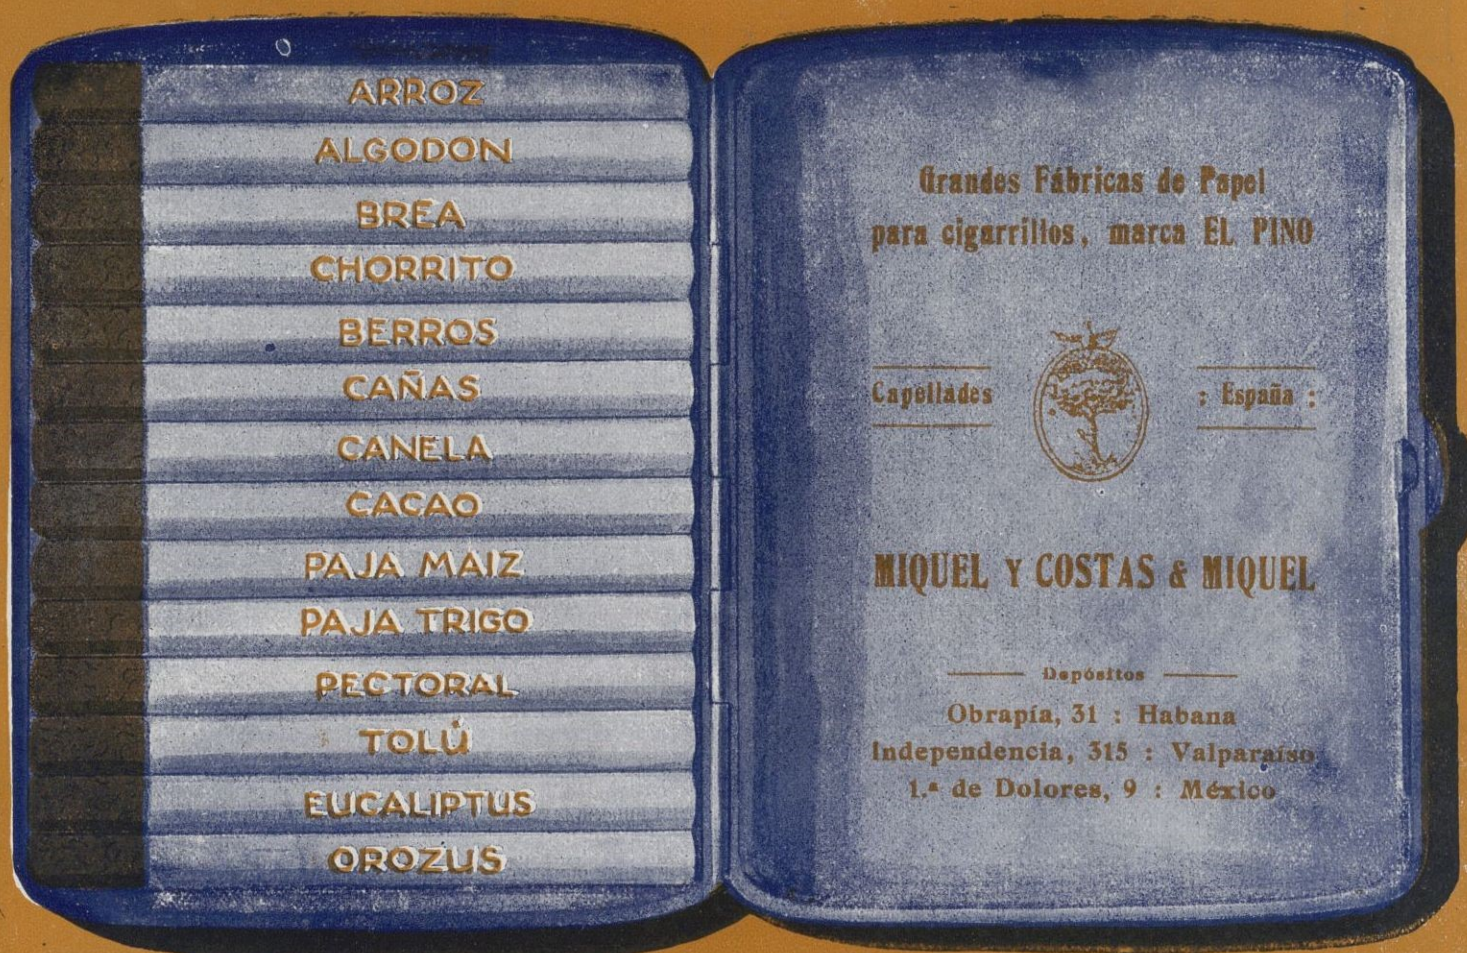 ARROZ
ALGODON
BREA
CHORRITO
BERROS
CAÑAS
CANELA
CACAO
PAJA MAIZ
PAJA TRIGO
PECTORAL
TOLÚ
EUCALIPTUS
OROZUS
Grandes Fábricas de Papel
para cigarrillos, marca EL PINO
Capellades : España :
MIQUEL Y COSTAS & MIQUEL
Depósitos
Obrapía, 31 : Habana
Independencia, 315 : Valparaíso
1.ª de Dolores, 9 : México